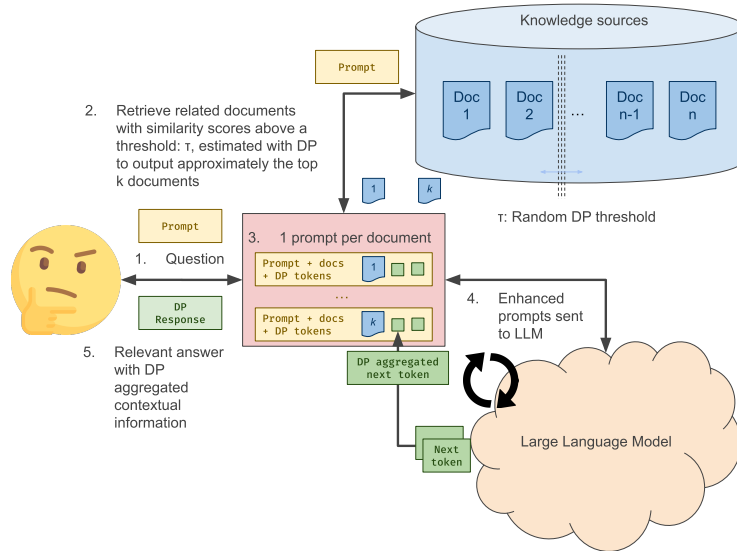 Knowledge sources
Prompt
Doc
1
Doc
2
...
Doc
n-1
Doc
n
2. Retrieve related documents
with similarity scores above a
threshold: τ, estimated with DP
to output approximately the top
k documents
1
k
τ: Random DP threshold
Prompt
1. Question
DP
Response
5. Relevant answer
with DP
aggregated
contextual
information
3. 1 prompt per document
Prompt + docs
+ DP tokens
1
...
Prompt + docs
+ DP tokens
k
4. Enhanced
prompts sent
to LLM
DP aggregated
next token
Next
token
Large Language Model